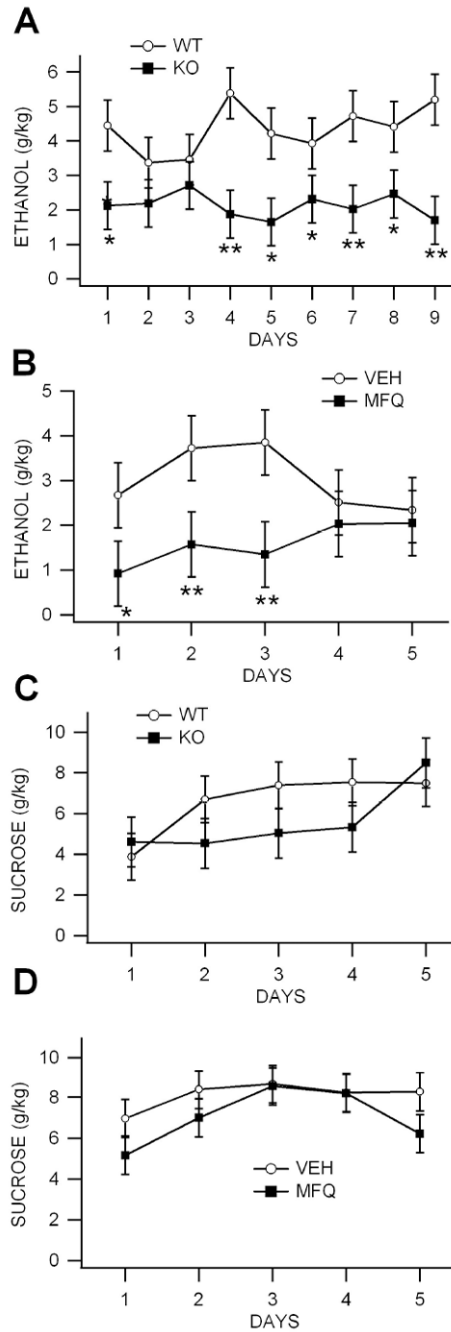 A
WT
KO
6
5
4
3
2
1
0
ETHANOL (g/kg)
*
**
*
*
**
*
**
1 2 3 4 5 6 7 8 9
DAYS
B
VEH
MFQ
5
4
3
2
1
0
ETHANOL (g/kg)
*
**
**
1 2 3 4 5
DAYS
C
WT
KO
10
8
6
4
2
0
SUCROSE (g/kg)
1 2 3 4 5
DAYS
D
10
8
6
4
2
0
SUCROSE (g/kg)
VEH
MFQ
1 2 3 4 5
DAYS